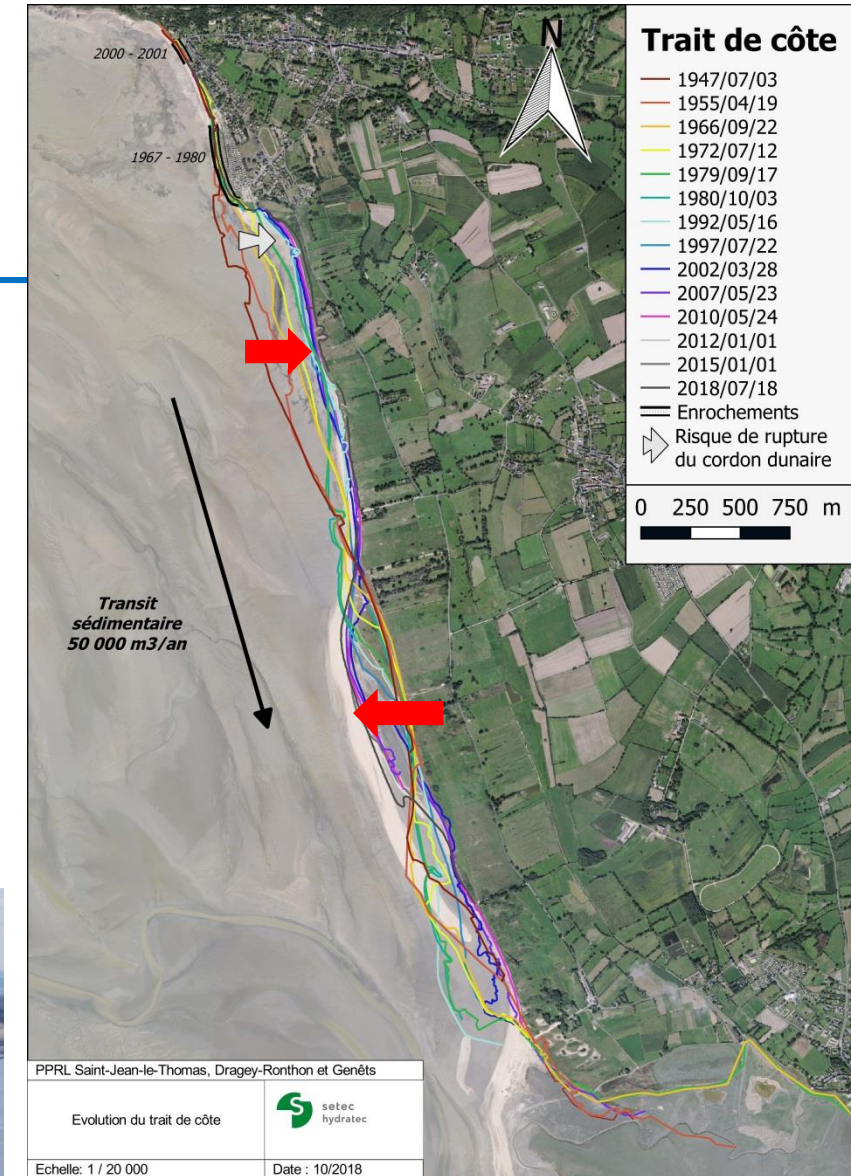 2000 - 2001
1967 - 1980
N
Transit
sédimentaire
50 000 m3/an
Trait de côte
1947/07/03
1955/04/19
1966/09/22
1972/07/12
1979/09/17
1980/10/03
1992/05/16
1997/07/22
2002/03/28
2007/05/23
2010/05/24
2012/01/01
2015/01/01
2018/07/18
Enrochements
Risque de rupture
du cordon dunaire
0 250 500 750 m
PPRL Saint-Jean-le-Thomas, Dragey-Ronthon et Genêts
Evolution du trait de côte
setec
hydratec
Echelle: 1 / 20 000
Date : 10/2018